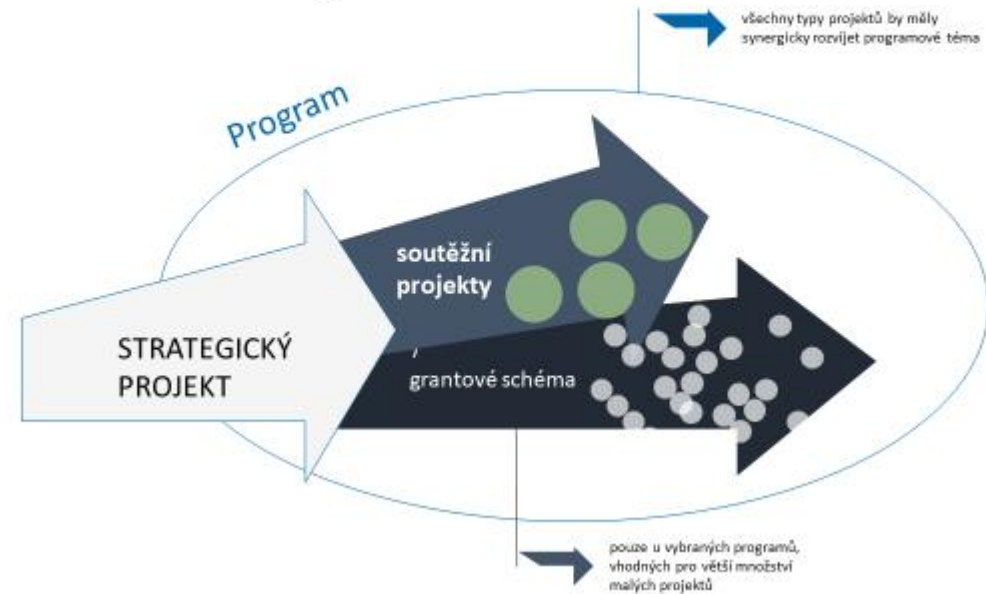 všechny typy projektů by měly
synergicky rozvíjet programové téma
Program
soutěžní
projekty
STRATEGICKÝ
PROJEKT
/
grantové schéma
pouze u vybraných programů,
vhodných pro větší množství
malých projektů